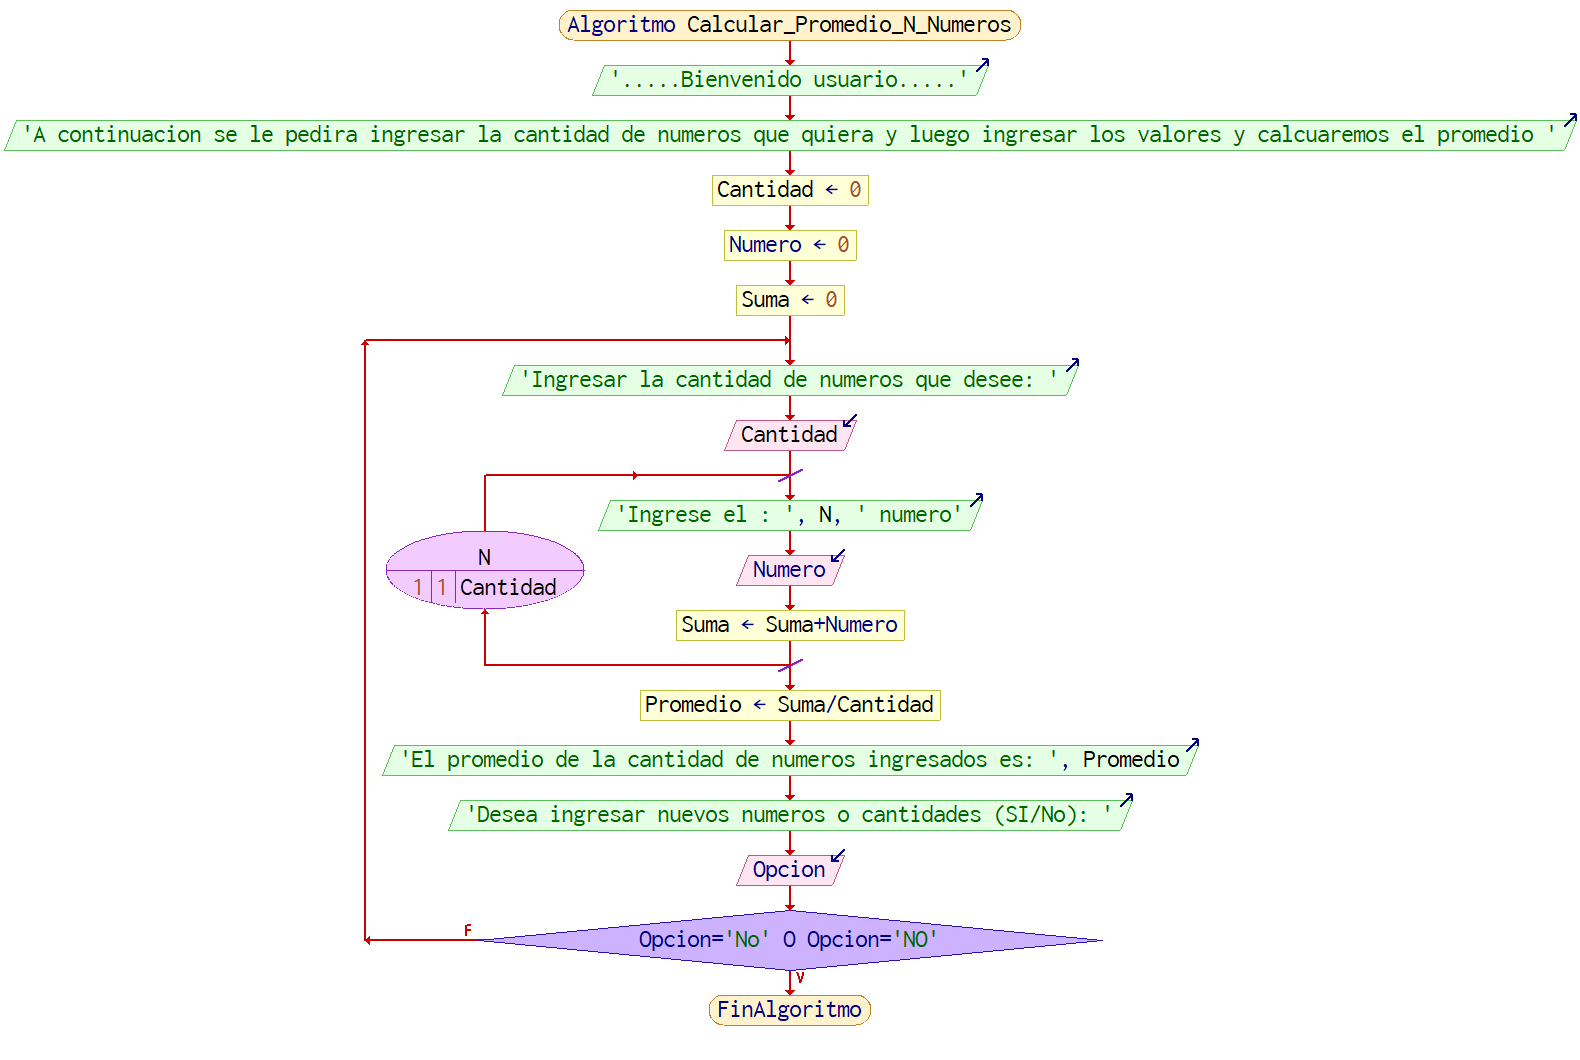 Algoritmo Calcular_Promedio_N_Numeros
'.....Bienvenido usuario.....'
'A continuacion se le pedira ingresar la cantidad de numeros que quiera y luego ingresar los valores y calcuaremos el promedio '
Cantidad ← 0
Numero ← 0
Suma ← 0
'Ingresar la cantidad de numeros que desee: '
Cantidad
'Ingrese el : ', N, ' numero'
N
1 1 Cantidad
Numero
Suma ← Suma+Numero
Promedio ← Suma/Cantidad
'El promedio de la cantidad de numeros ingresados es: ', Promedio
'Desea ingresar nuevos numeros o cantidades (SI/No): '
Opcion
F
Opcion='No' O Opcion='NO'
V
FinAlgoritmo